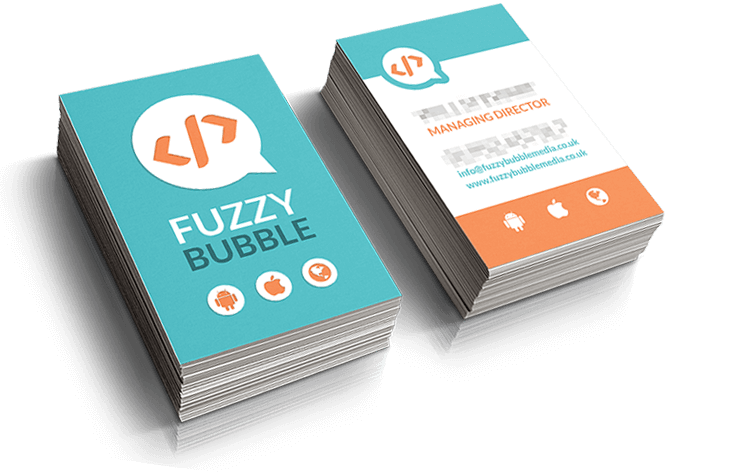 </>
FUZZY
BUBBLE
</>
MANAGING DIRECTOR
info@fuzzybubblemedia.co.uk
www.fuzzybubblemedia.co.uk